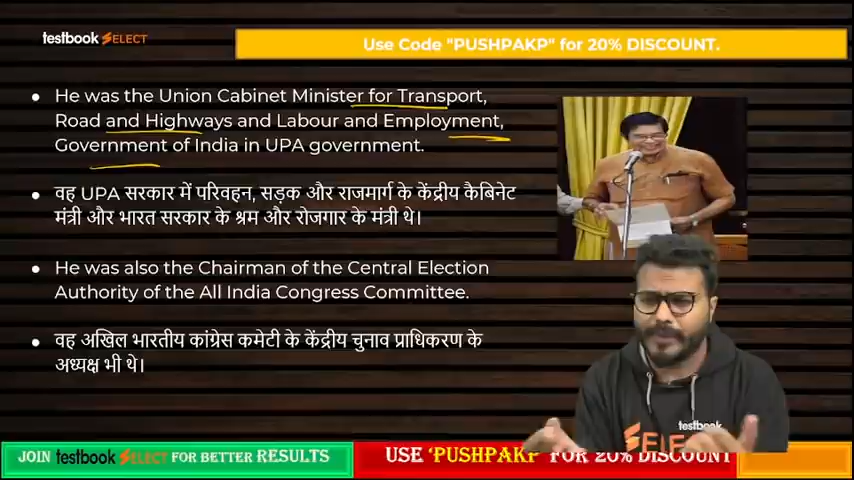 testbook SELECT
Use Code "PUSHPAKP" for 20% DISCOUNT.
He was the Union Cabinet Minister for Transport,
Road and Highways and Labour and Employment,
Government of India in UPA government.
वह UPA सरकार में परिवहन, सड़क और राजमार्ग के केंद्रीय कैबिनेट
मंत्री और भारत सरकार के श्रम और रोजगार के मंत्री थे।
He was also the Chairman of the Central Election
Authority of the All India Congress Committee.
वह अखिल भारतीय कांग्रेस कमेटी के केंद्रीय चुनाव प्राधिकरण के
अध्यक्ष भी थे।
testbook
SELE
JOIN testbook SELECT FOR BETTER RESULTS
USE 'PUSHPAKP' FOR 20% DISCOUNT